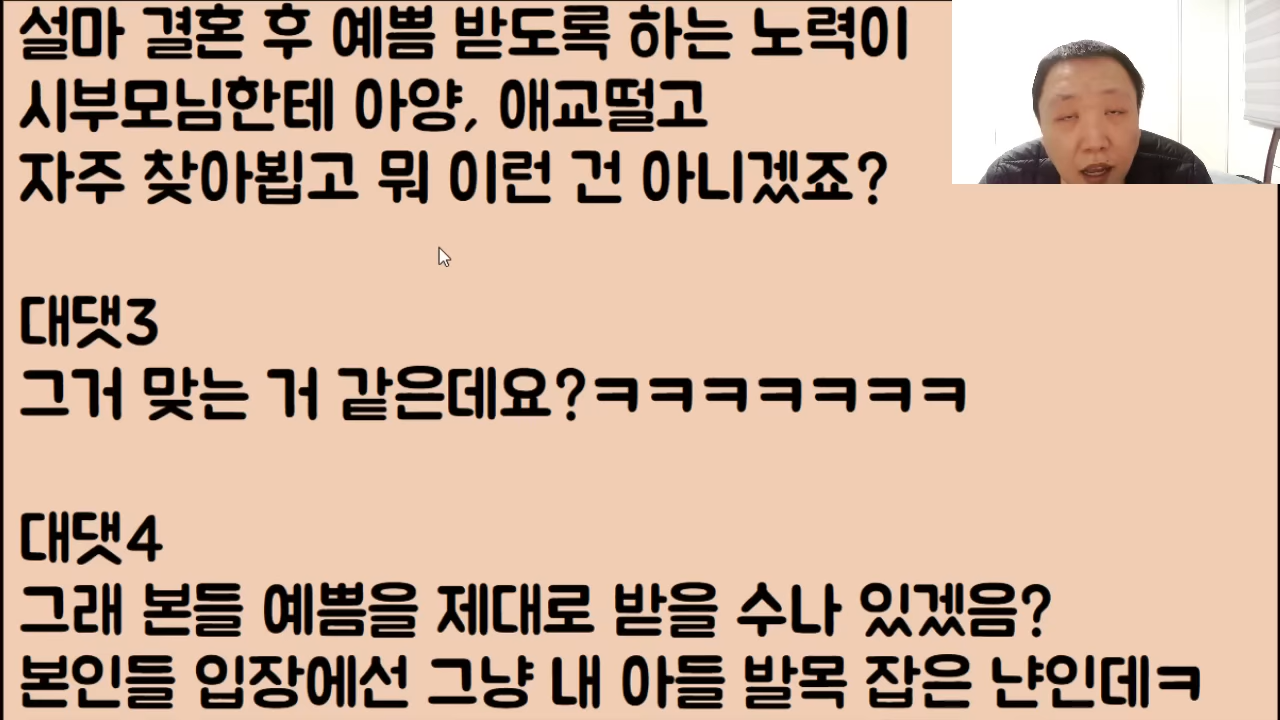 설마 결혼 후 예쁨 받도록 하는 노력이
시부모님한테 아양, 애교떨고
자주 찾아뵙고 뭐 이런 건 아니겠죠?
대댓3
그거 맞는 거 같은데요?ㅋㅋㅋㅋㅋㅋㅋ
대댓4
그래 본들 예쁨을 제대로 받을 수나 있겠음?
본인들 입장에선 그냥 내 아들 발목 잡은 냔인데ㅋ